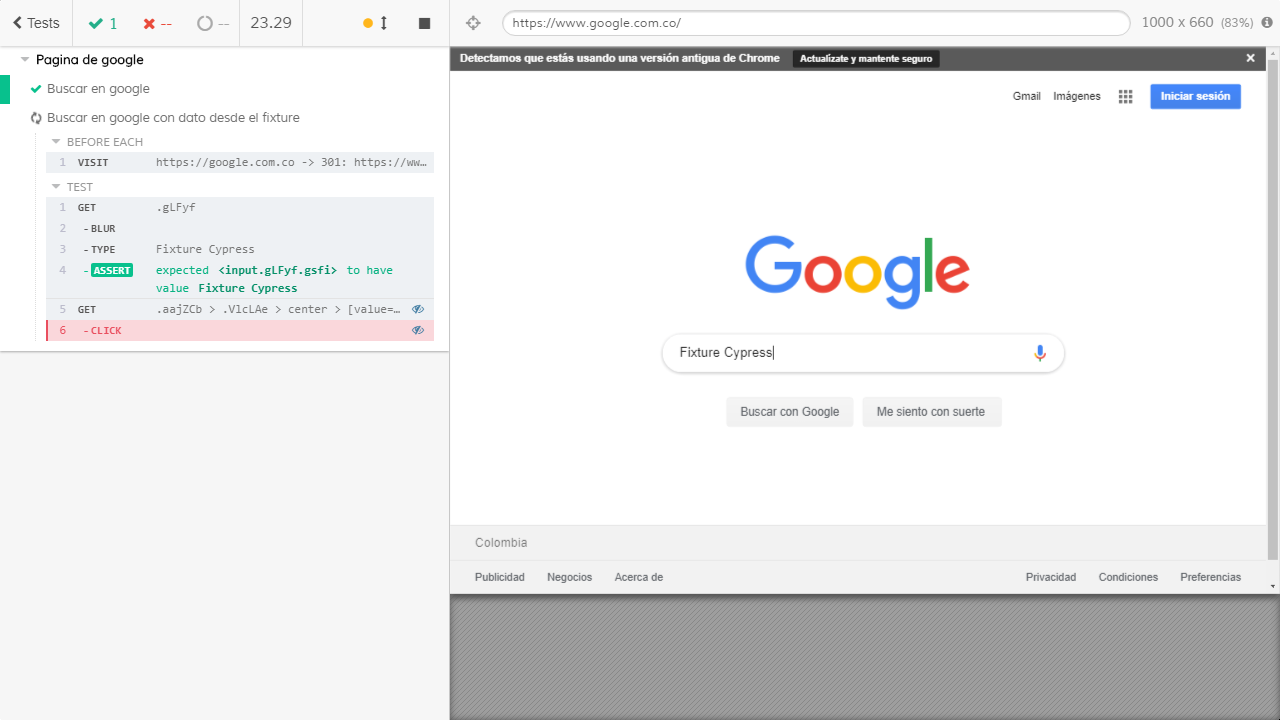 Tests
1
--
--
23.29
https://www.google.com.co/
1000 x 660 (83%)
Pagina de google
Buscar en google
Buscar en google con dato desde el fixture
BEFORE EACH
1 VISIT https://google.com.co -> 301: https://ww…
TEST
1 GET .gLFyf
2 -BLUR
3 -TYPE Fixture Cypress
4 -ASSERT expected <input.gLFyf.gsfi> to have
value Fixture Cypress
5 GET .aajZCb > .VlcLAe > center > [value=…
6 -CLICK
Detectamos que estás usando una versión antigua de Chrome Actualízate y mantente seguro
Gmail Imágenes Iniciar sesión
Google
Fixture Cypress
Buscar con Google Me siento con suerte
Colombia
Publicidad Negocios Acerca de Privacidad Condiciones Preferencias